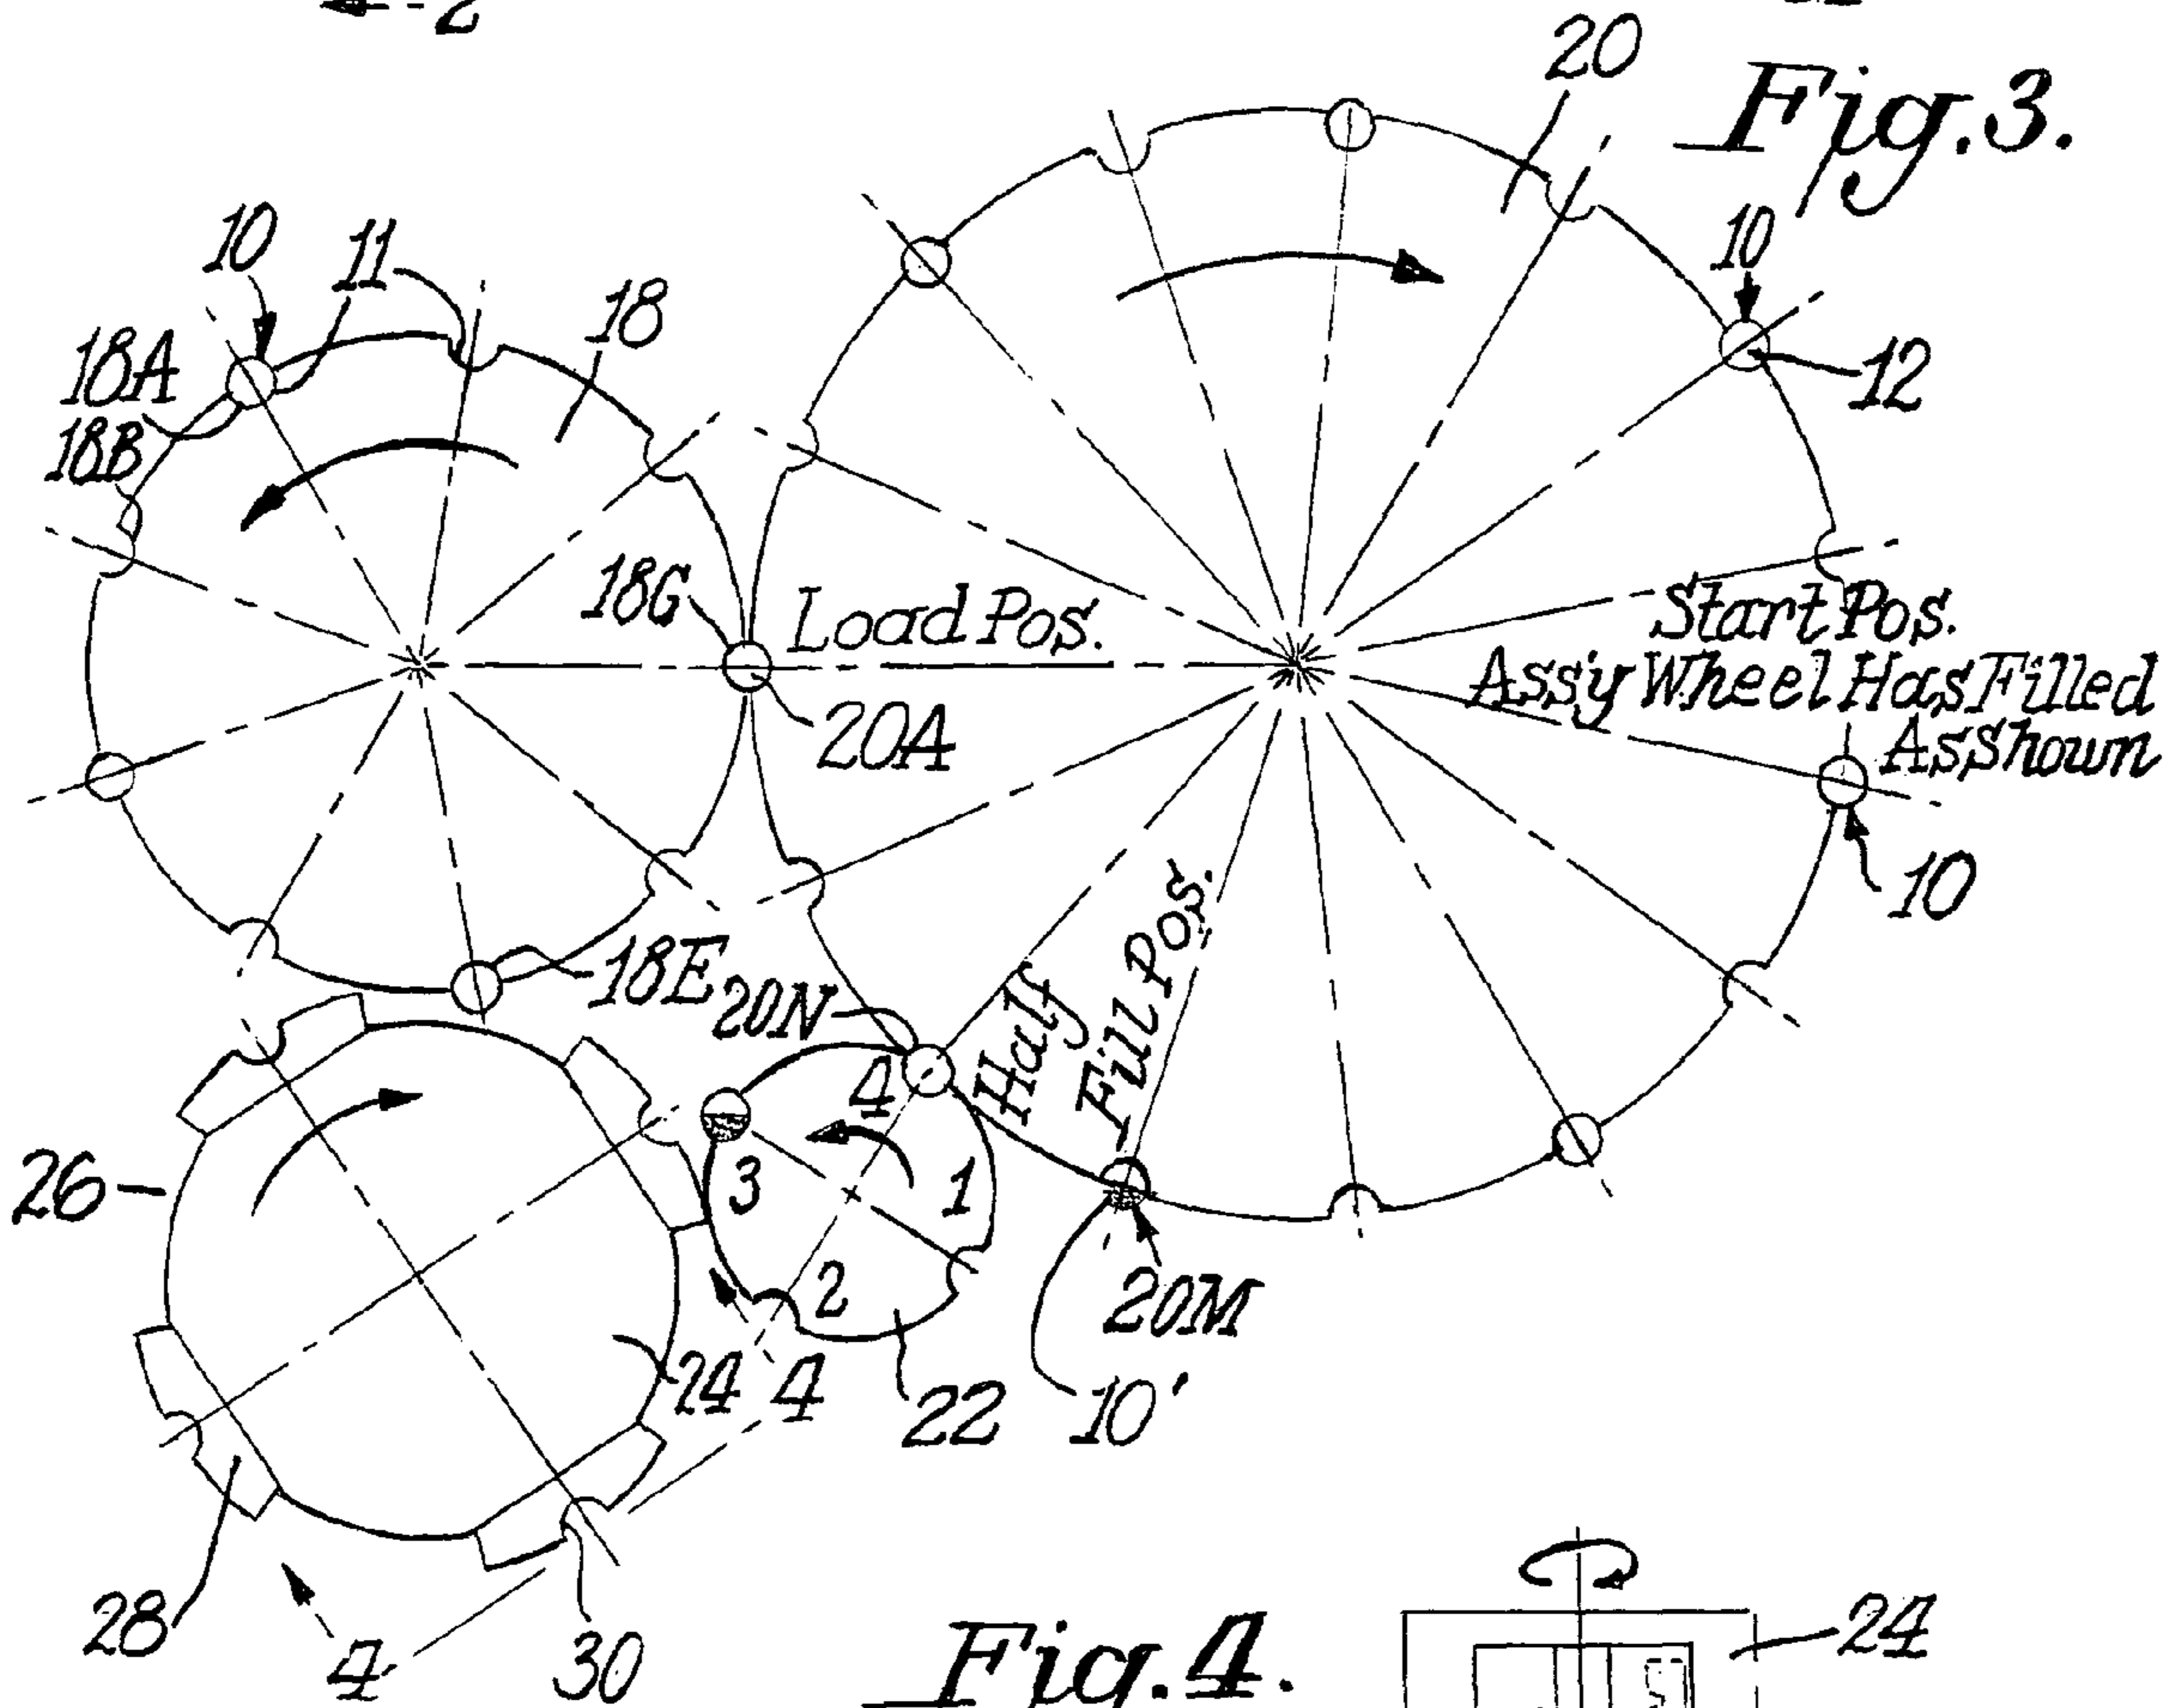 2
20
Fig.3.
10
11
18
10
18A
18B
12
18G
Load Pos.
20A
Start Pos.
Assy Wheel Has Filled
As Shown
10
18E
20N
Half
Fill Pos.
4
3
1
2
26
20M
24
4
22
10'
28
4
30
Fig.4.
24